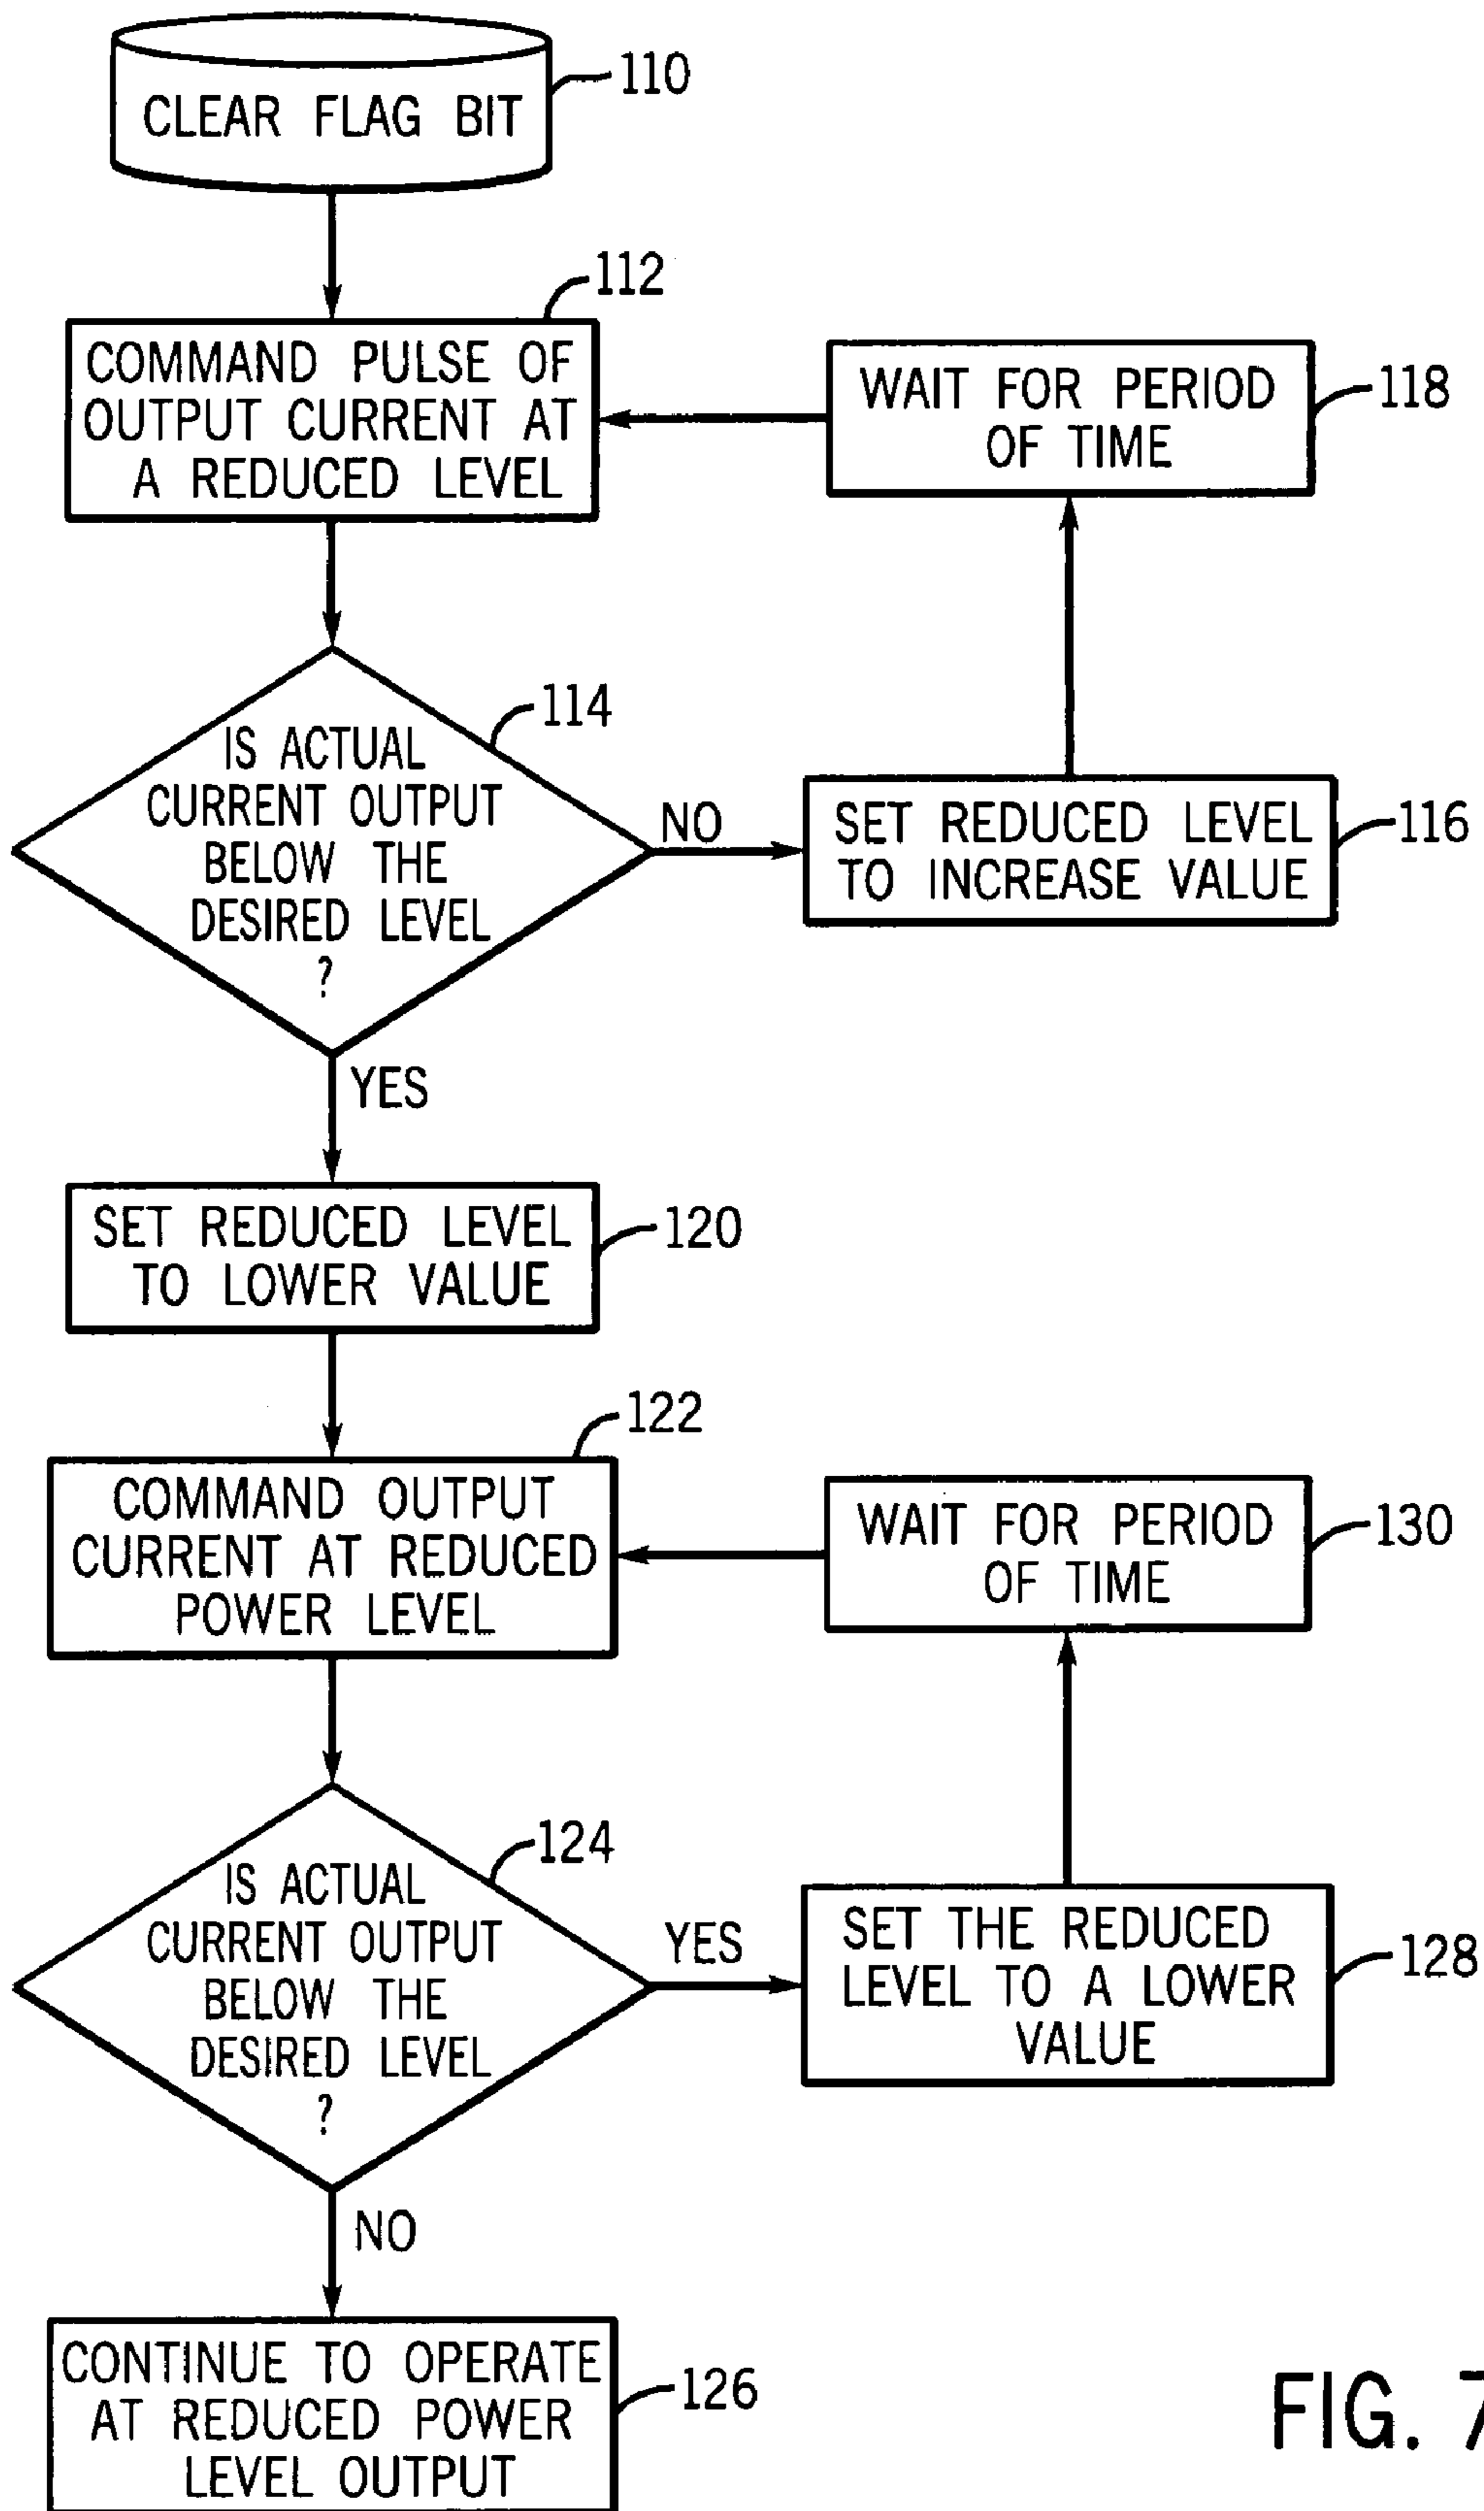 CLEAR FLAG BIT
110
112
COMMAND PULSE OF
OUTPUT CURRENT AT
A REDUCED LEVEL
WAIT FOR PERIOD
OF TIME
118
114
IS ACTUAL
CURRENT OUTPUT
BELOW THE
DESIRED LEVEL
?
NO
SET REDUCED LEVEL
TO INCREASE VALUE
116
YES
SET REDUCED LEVEL
TO LOWER VALUE
120
122
COMMAND OUTPUT
CURRENT AT REDUCED
POWER LEVEL
WAIT FOR PERIOD
OF TIME
130
124
IS ACTUAL
CURRENT OUTPUT
BELOW THE
DESIRED LEVEL
?
YES
SET THE REDUCED
LEVEL TO A LOWER
VALUE
128
NO
CONTINUE TO OPERATE
AT REDUCED POWER
LEVEL OUTPUT
126
FIG. 7